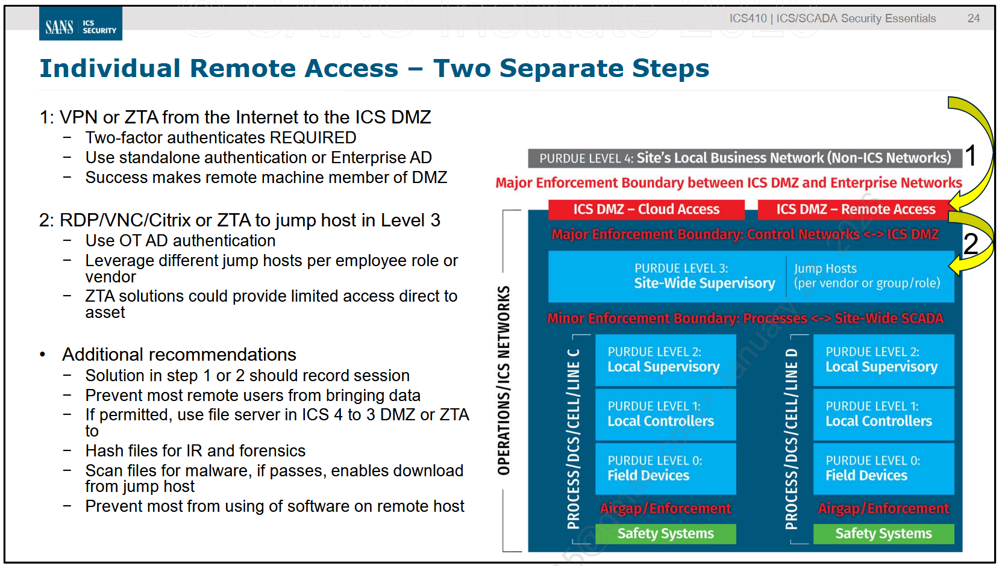 © SANS Institute 2026
SANS
ICS
SECURITY
ICS410 | ICS/SCADA Security Essentials
24
Individual Remote Access – Two Separate Steps
1: VPN or ZTA from the Internet to the ICS DMZ
− Two-factor authenticates REQUIRED
− Use standalone authentication or Enterprise AD
− Success makes remote machine member of DMZ
2: RDP/VNC/Citrix or ZTA to jump host in Level 3
− Use OT AD authentication
− Leverage different jump hosts per employee role or
vendor
− ZTA solutions could provide limited access direct to
asset
• Additional recommendations
− Solution in step 1 or 2 should record session
− Prevent most remote users from bringing data
− If permitted, use file server in ICS 4 to 3 DMZ or ZTA
to
− Hash files for IR and forensics
− Scan files for malware, if passes, enables download
from jump host
− Prevent most from using of software on remote host
1
PURDUE LEVEL 4: Site's Local Business Network (Non-ICS Networks)
Major Enforcement Boundary between ICS DMZ and Enterprise Networks
ICS DMZ – Cloud Access
ICS DMZ – Remote Access
Major Enforcement Boundary: Control Networks <-> ICS DMZ
2
PURDUE LEVEL 3:
Site-Wide Supervisory
Jump Hosts
(per vendor or group/role)
Minor Enforcement Boundary: Processes <-> Site-Wide SCADA
OPERATIONS/ICS NETWORKS
PROCESS/DCS/CELL/LINE C
PURDUE LEVEL 2:
Local Supervisory
PURDUE LEVEL 1:
Local Controllers
PURDUE LEVEL 0:
Field Devices
Airgap/Enforcement
Safety Systems
PROCESS/DCS/CELL/LINE D
PURDUE LEVEL 2:
Local Supervisory
PURDUE LEVEL 1:
Local Controllers
PURDUE LEVEL 0:
Field Devices
Airgap/Enforcement
Safety Systems